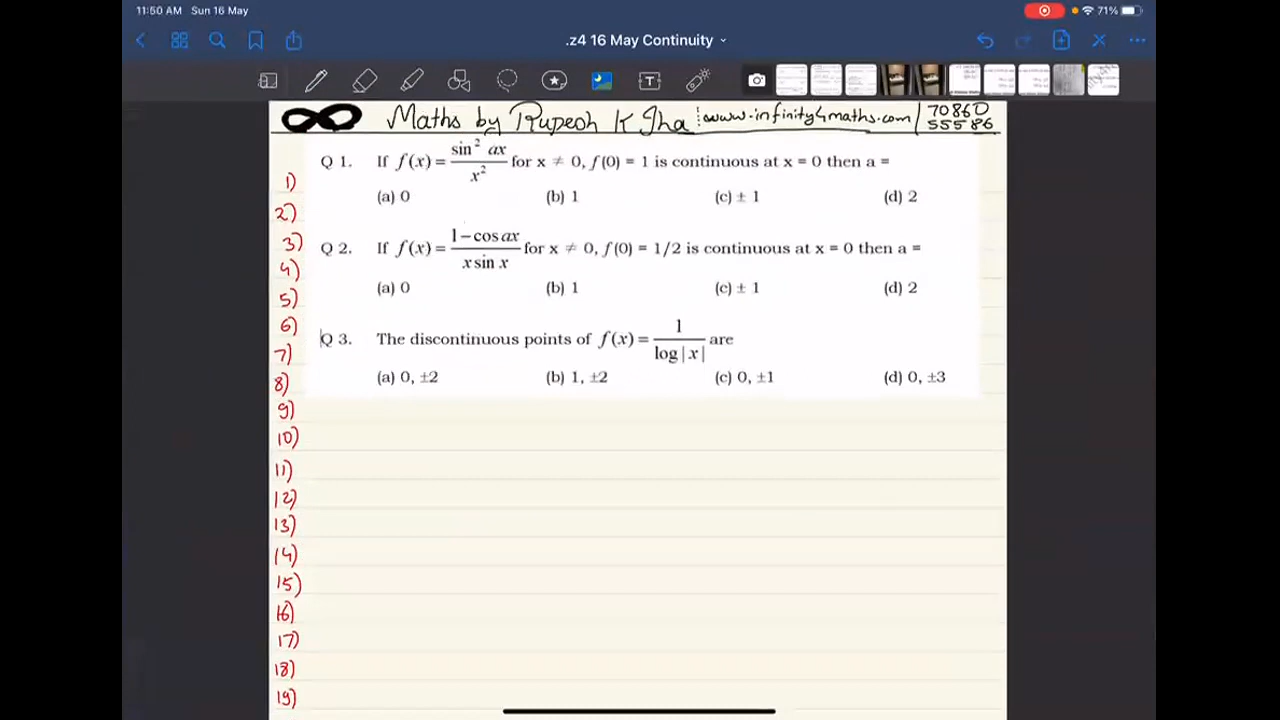 11:50 AM Sun 16 May
71%
.z4 16 May Continuity
Maths by Rupesh K Jha | www.infinity4maths.com | 70860 55586
Q 1. If f(x) = sin² ax / x² for x ≠ 0, f(0) = 1 is continuous at x = 0 then a =
(a) 0 (b) 1 (c) ± 1 (d) 2
Q 2. If f(x) = 1 − cos ax / x sin x for x ≠ 0, f(0) = 1/2 is continuous at x = 0 then a =
(a) 0 (b) 1 (c) ± 1 (d) 2
Q 3. The discontinuous points of f(x) = 1 / log|x| are
(a) 0, ±2 (b) 1, ±2 (c) 0, ±1 (d) 0, ±3
1)
2)
3)
4)
5)
6)
7)
8)
9)
10)
11)
12)
13)
14)
15)
16)
17)
18)
19)